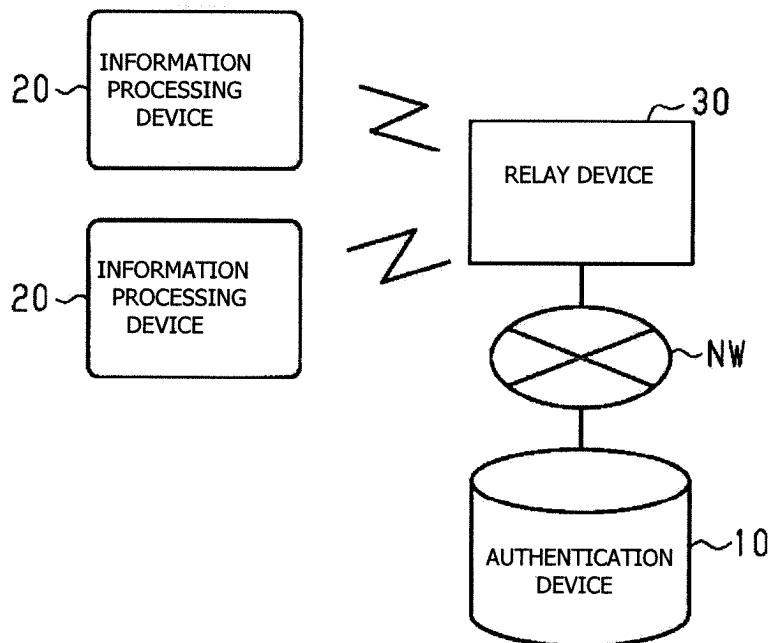 20
INFORMATION
PROCESSING
DEVICE
30
RELAY DEVICE
20
INFORMATION
PROCESSING
DEVICE
NW
10
AUTHENTICATION
DEVICE